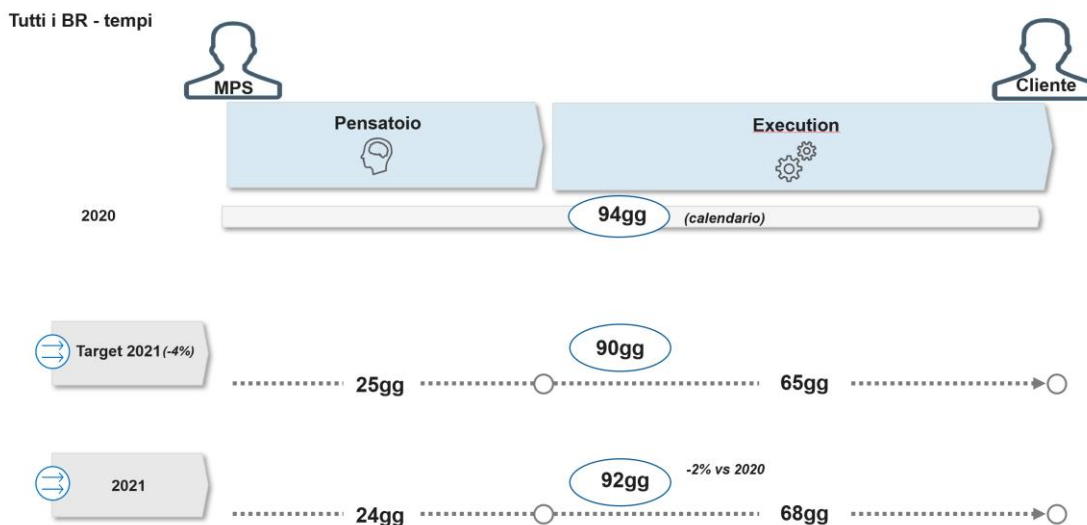 Tutti i BR - tempi
MPS
Cliente
Pensatoio
Execution
2020
94gg
(calendario)
Target 2021 (-4%)
90gg
25gg
65gg
2021
92gg
-2% vs 2020
24gg
68gg